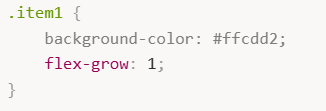 .item1 {
    background-color: #ffcdd2;
    flex-grow: 1;
}